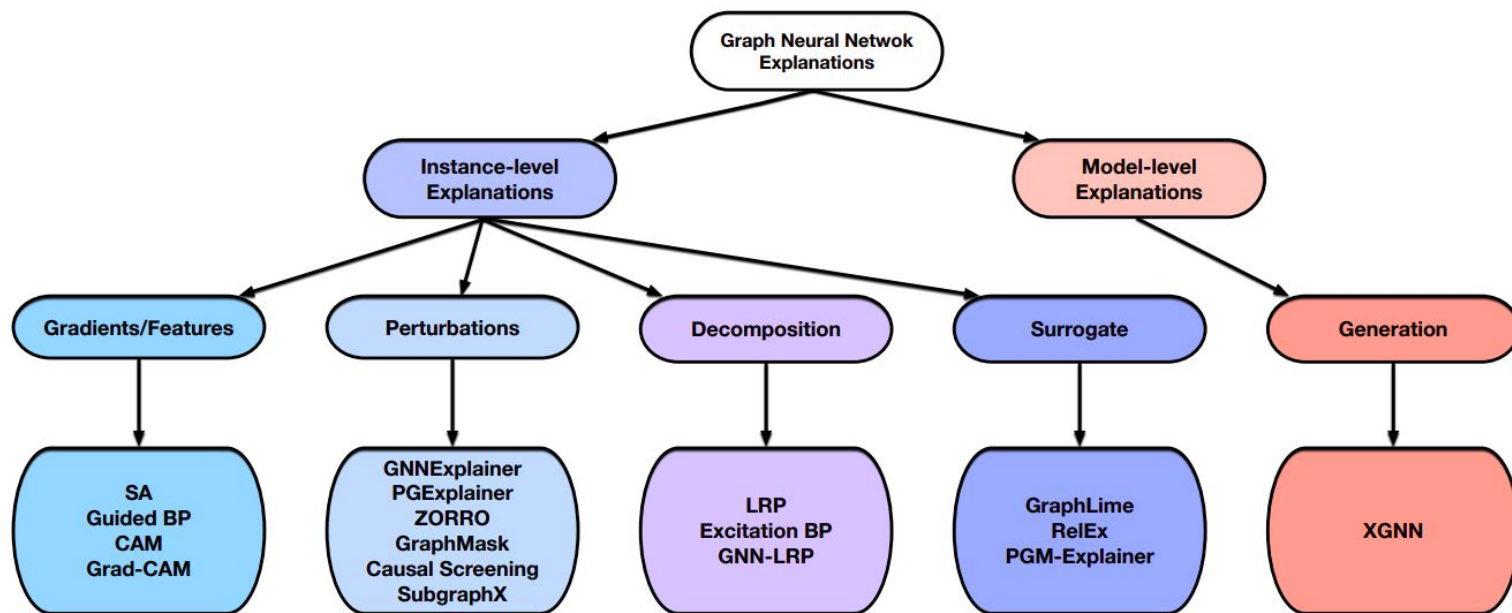 Graph Neural Netwok
Explanations
Instance-level
Explanations
Model-level
Explanations
Gradients/Features
Perturbations
Decomposition
Surrogate
Generation
SA
Guided BP
CAM
Grad-CAM
GNNExplainer
PGExplainer
ZORRO
GraphMask
Causal Screening
SubgraphX
LRP
Excitation BP
GNN-LRP
GraphLime
RelEx
PGM-Explainer
XGNN